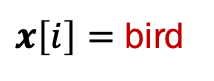 x[i] = bird